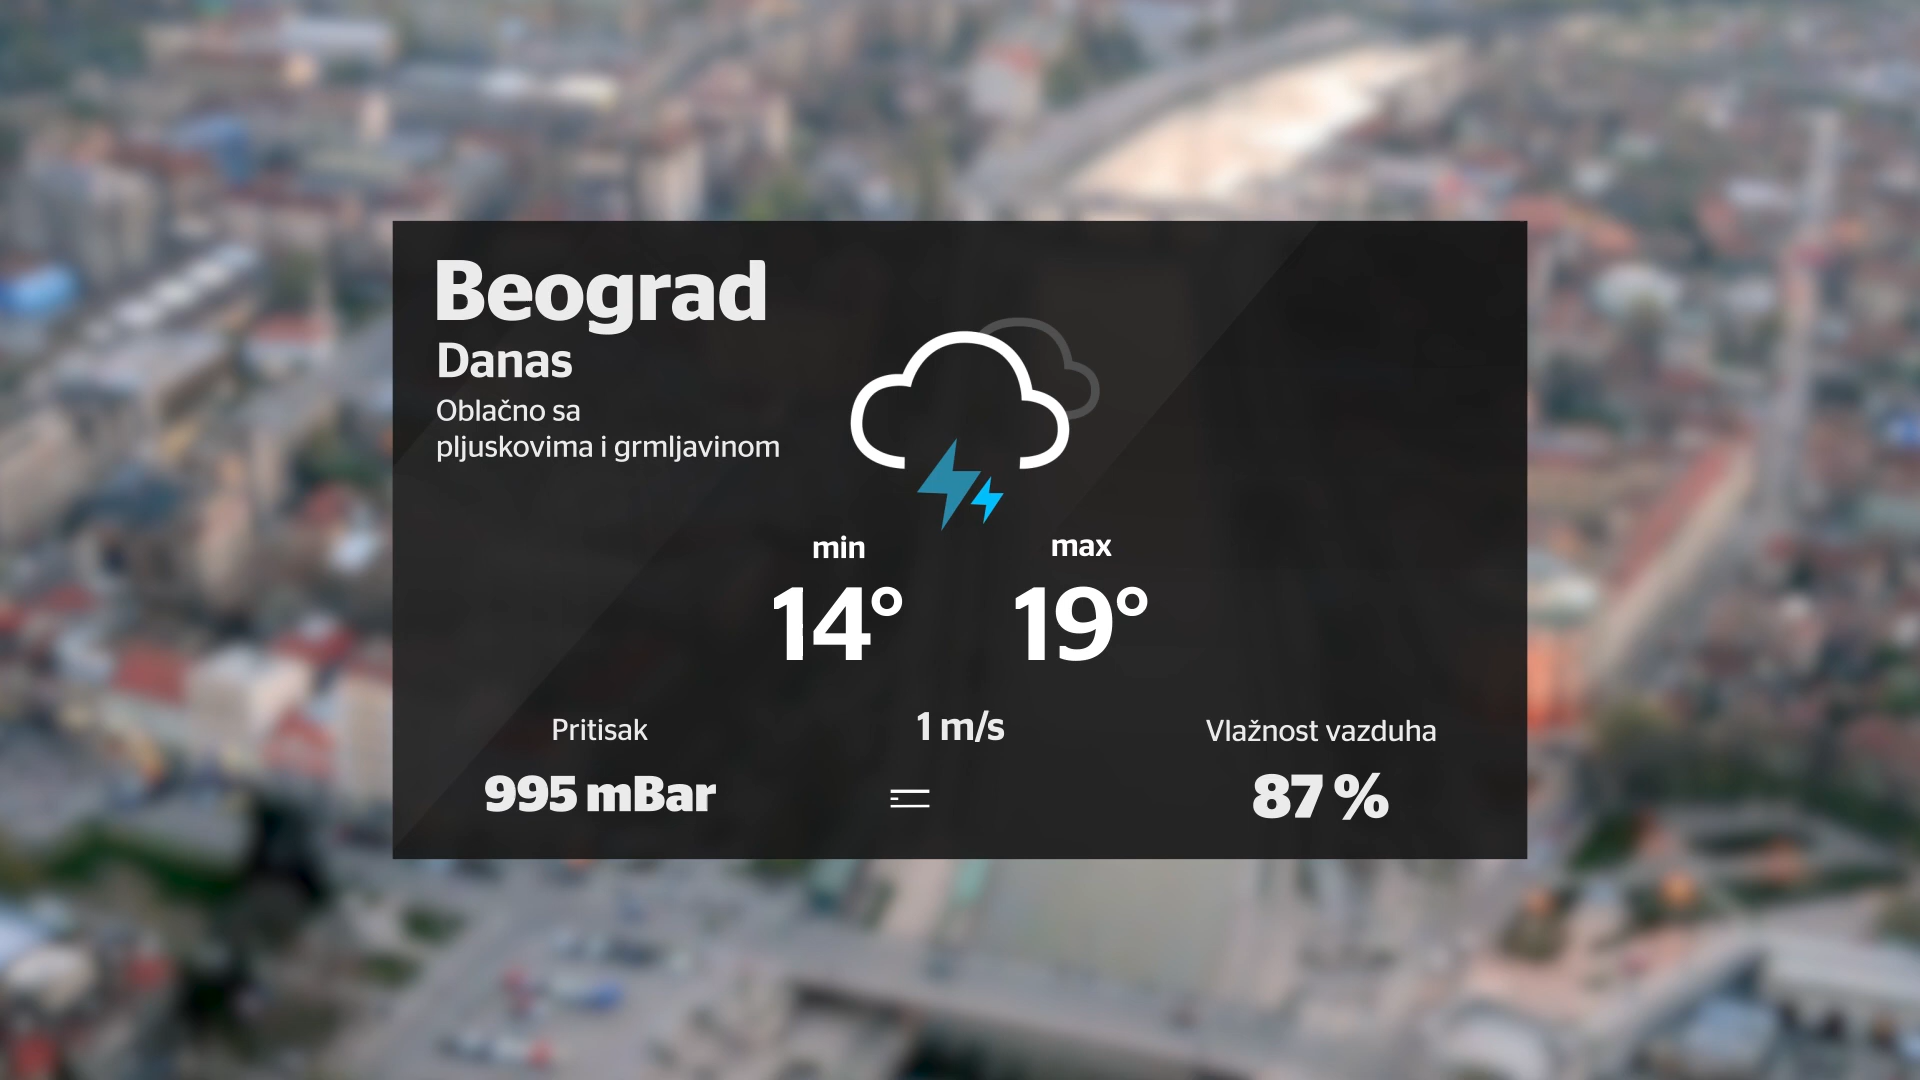 Beograd
Danas
Oblačno sa
pljuskovima i grmljavinom
min
max
14°
19°
Pritisak
1 m/s
Vlažnost vazduha
995 mBar
87 %